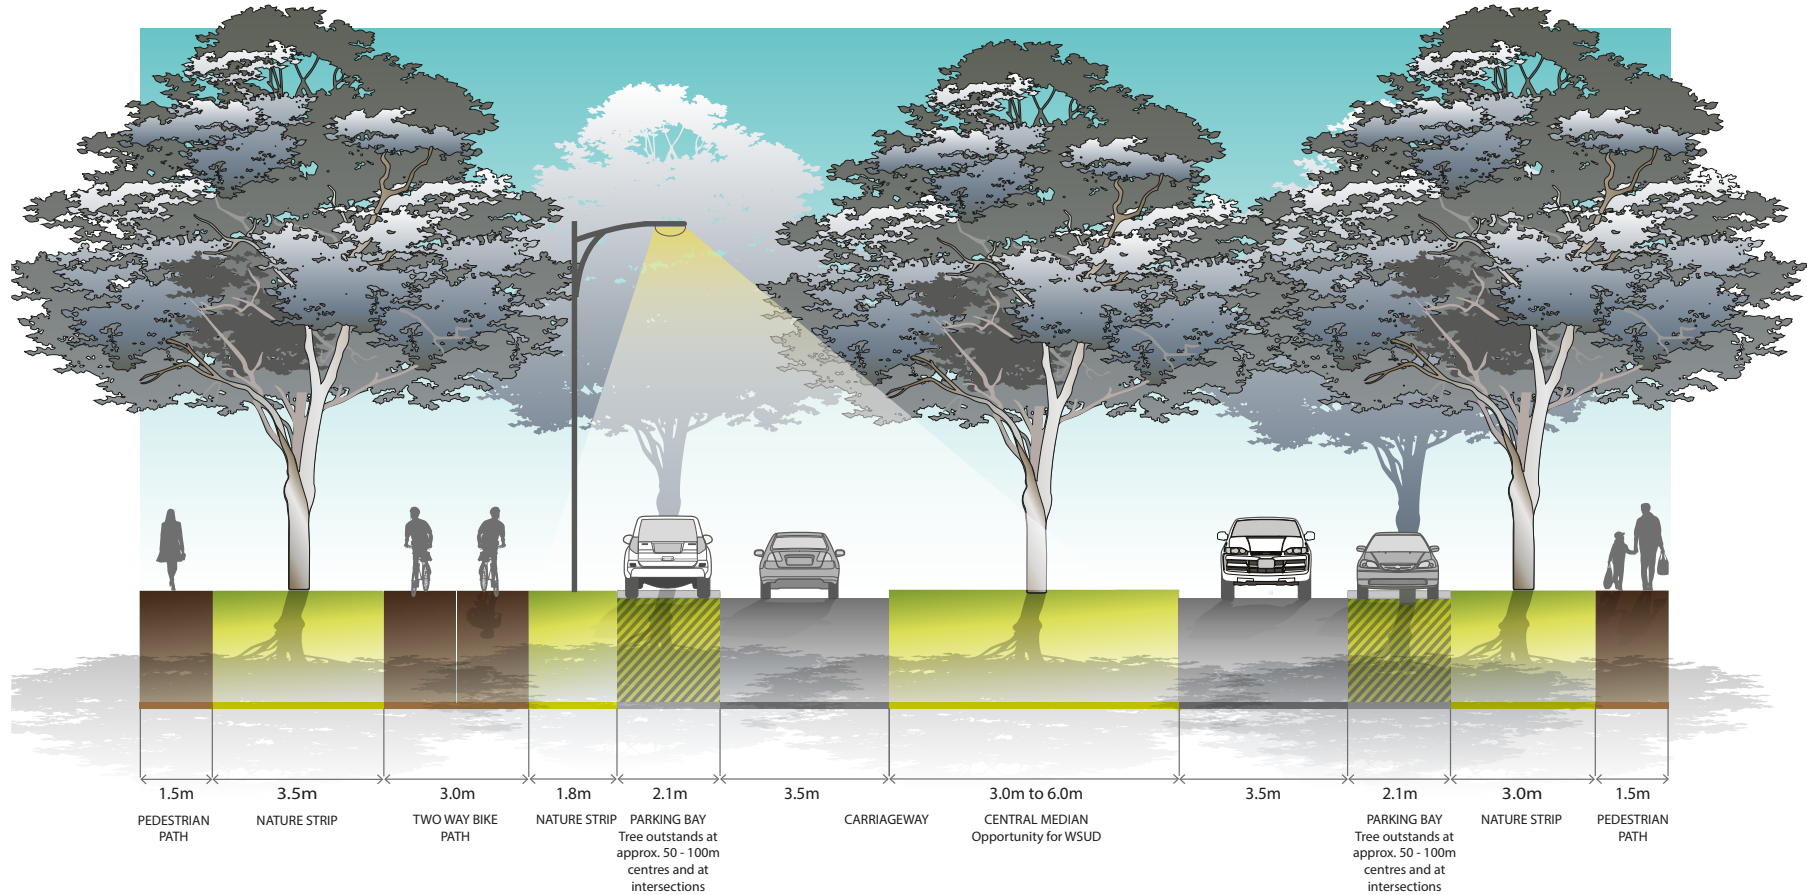 1.5m
3.5m
3.0m
1.8m
2.1m
3.5m
3.0m to 6.0m
3.5m
2.1m
3.0m
1.5m
PEDESTRIAN
PATH
NATURE STRIP
TWO WAY BIKE
PATH
NATURE STRIP
PARKING BAY
Tree outstands at
approx. 50 - 100m
centres and at
intersections
CARRIAGEWAY
CENTRAL MEDIAN
Opportunity for WSUD
PARKING BAY
Tree outstands at
approx. 50 - 100m
centres and at
intersections
NATURE STRIP
PEDESTRIAN
PATH